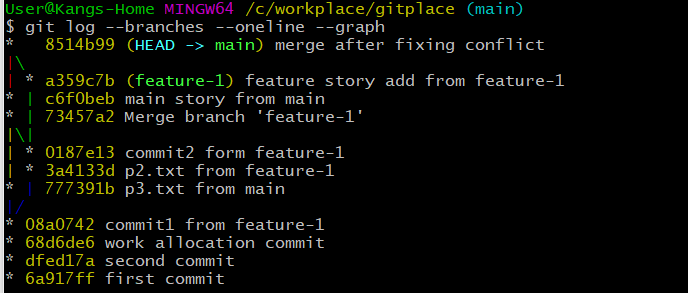 User@Kangs-Home MINGW64 /c/workplace/gitplace (main)
$ git log --branches --oneline --graph
*   8514b99 (HEAD -> main) merge after fixing conflict
|\
| * a359c7b (feature-1) feature story add from feature-1
* | c6f0beb main story from main
* | 73457a2 Merge branch 'feature-1'
|\|
| * 0187e13 commit2 form feature-1
| * 3a4133d p2.txt from feature-1
* | 777391b p3.txt from main
|/
* 08a0742 commit1 from feature-1
* 68d6de6 work allocation commit
* dfed17a second commit
* 6a917ff first commit